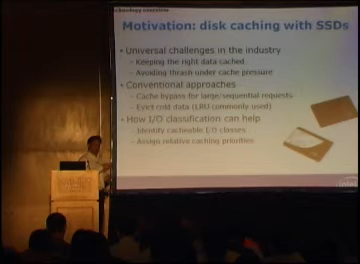 technology overview
Motivation: disk caching with SSDs
• Universal challenges in the industry
– Keeping the right data cached
– Avoiding thrash under cache pressure
• Conventional approaches
– Cache bypass for large/sequential requests
– Evict cold data (LRU commonly used)
• How I/O classification can help
– Identify cacheable I/O classes
– Assign relative caching priorities